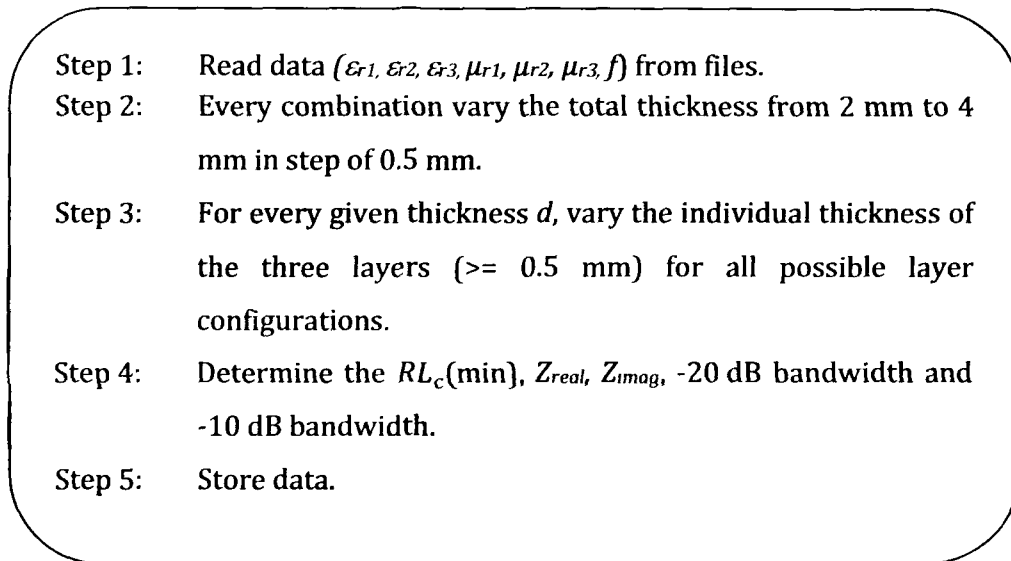 Step 1: Read data (εr1, εr2, εr3, μr1, μr2, μr3, f) from files.
Step 2: Every combination vary the total thickness from 2 mm to 4
mm in step of 0.5 mm.
Step 3: For every given thickness d, vary the individual thickness of
the three layers (>= 0.5 mm) for all possible layer
configurations.
Step 4: Determine the RLc(min), Zreal, Zimag, -20 dB bandwidth and
-10 dB bandwidth.
Step 5: Store data.